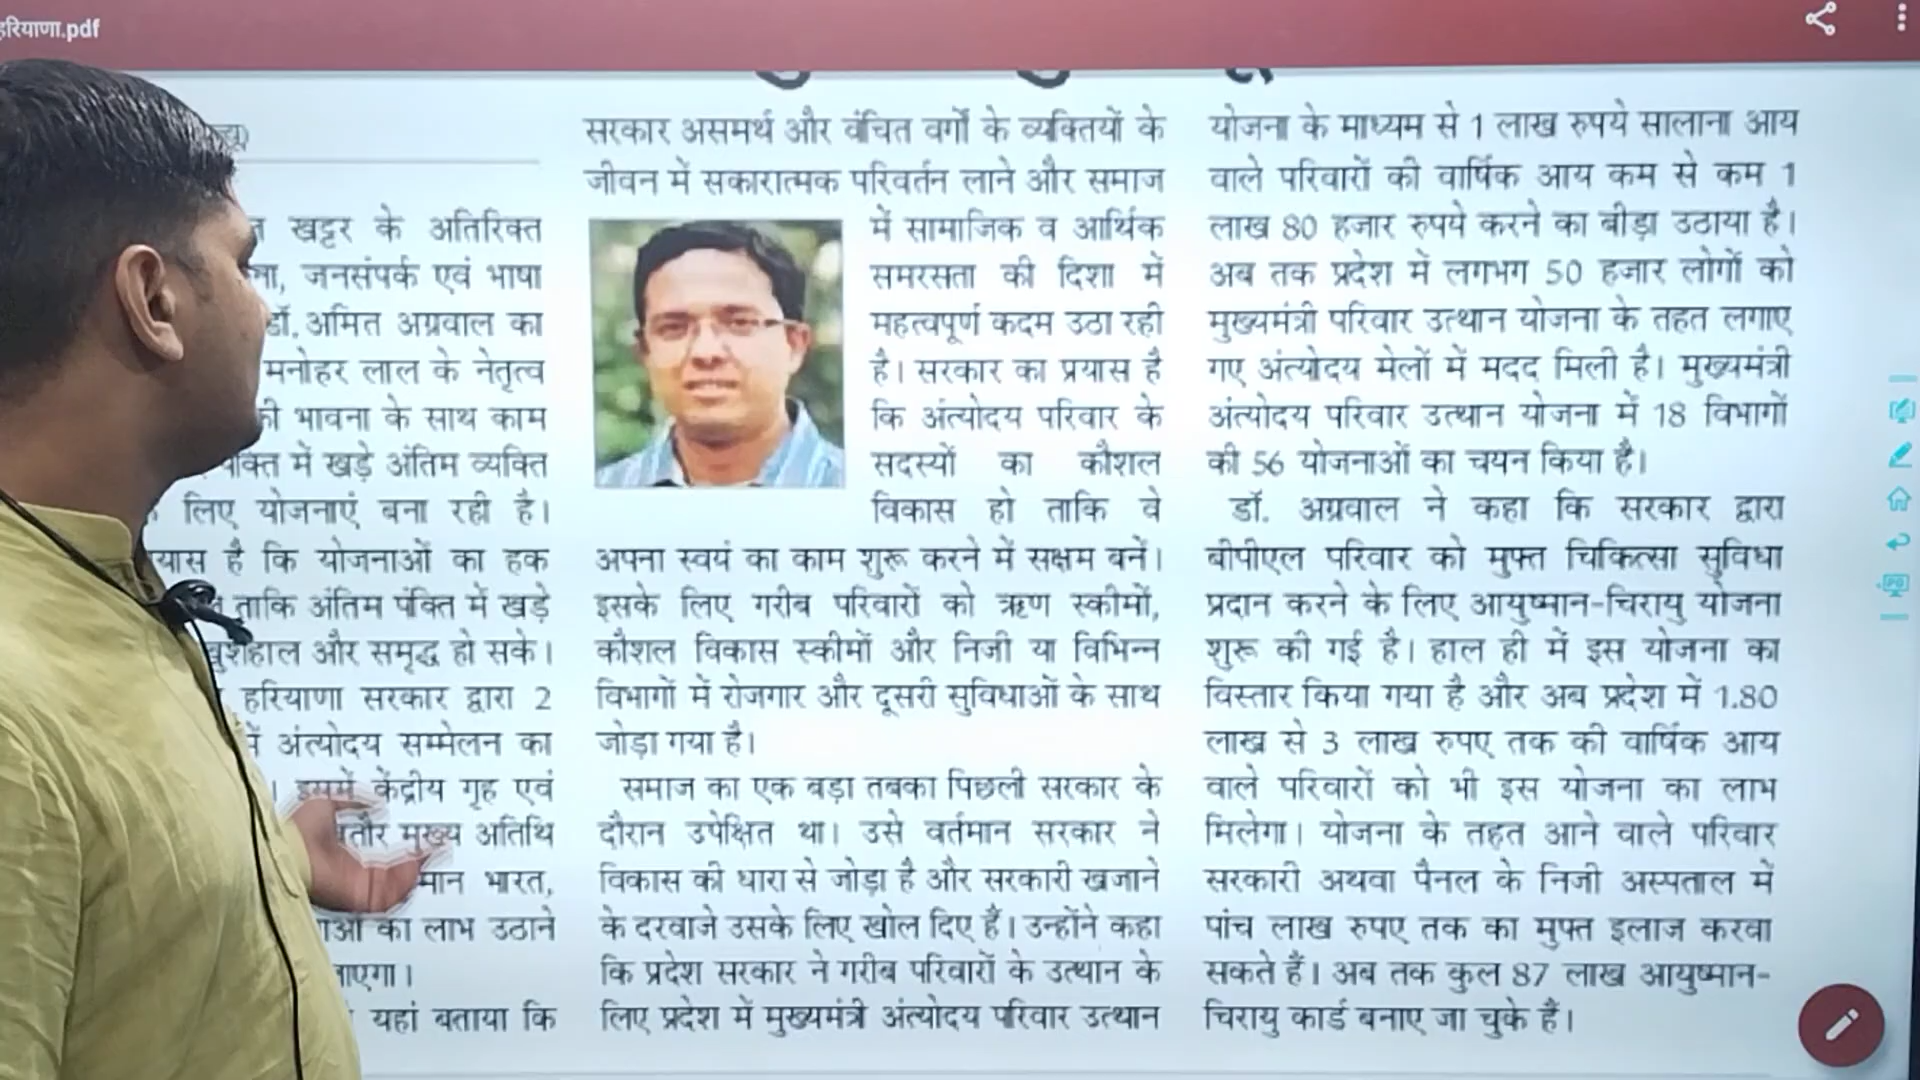 हरियाणा.pdf
खट्टर के अतिरिक्त
जनसंपर्क एवं भाषा
डॉ. अमित अग्रवाल का
मनोहर लाल के नेतृत्व
भावना के साथ काम
में खड़े अंतिम व्यक्ति
लिए योजनाएं बना रही है।
है कि योजनाओं का हक
ताकि अंतिम पंक्ति में खड़े
खुशहाल और समृद्ध हो सके।
हरियाणा सरकार द्वारा 2
में अंत्योदय सम्मेलन का
। इसमें केंद्रीय गृह एवं
मुख्य अतिथि
भारत,
का लाभ उठाने
जाएगा।
यहां बताया कि
सरकार असमर्थ और वंचित वर्गों के व्यक्तियों के
जीवन में सकारात्मक परिवर्तन लाने और समाज
में सामाजिक व आर्थिक
समरसता की दिशा में
महत्वपूर्ण कदम उठा रही
है। सरकार का प्रयास है
कि अंत्योदय परिवार के
सदस्यों का कौशल
विकास हो ताकि वे
अपना स्वयं का काम शुरू करने में सक्षम बनें।
इसके लिए गरीब परिवारों को ऋण स्कीमों,
कौशल विकास स्कीमों और निजी या विभिन्न
विभागों में रोजगार और दूसरी सुविधाओं के साथ
जोड़ा गया है।
समाज का एक बड़ा तबका पिछली सरकार के
दौरान उपेक्षित था। उसे वर्तमान सरकार ने
विकास की धारा से जोड़ा है और सरकारी खजाने
के दरवाजे उसके लिए खोल दिए हैं। उन्होंने कहा
कि प्रदेश सरकार ने गरीब परिवारों के उत्थान के
लिए प्रदेश में मुख्यमंत्री अंत्योदय परिवार उत्थान
योजना के माध्यम से 1 लाख रुपये सालाना आय
वाले परिवारों की वार्षिक आय कम से कम 1
लाख 80 हजार रुपये करने का बीड़ा उठाया है।
अब तक प्रदेश में लगभग 50 हजार लोगों को
मुख्यमंत्री परिवार उत्थान योजना के तहत लगाए
गए अंत्योदय मेलों में मदद मिली है। मुख्यमंत्री
अंत्योदय परिवार उत्थान योजना में 18 विभागों
की 56 योजनाओं का चयन किया है।
डॉ. अग्रवाल ने कहा कि सरकार द्वारा
बीपीएल परिवार को मुफ्त चिकित्सा सुविधा
प्रदान करने के लिए आयुष्मान-चिरायु योजना
शुरू की गई है। हाल ही में इस योजना का
विस्तार किया गया है और अब प्रदेश में 1.80
लाख से 3 लाख रुपए तक की वार्षिक आय
वाले परिवारों को भी इस योजना का लाभ
मिलेगा। योजना के तहत आने वाले परिवार
सरकारी अथवा पैनल के निजी अस्पताल में
पांच लाख रुपए तक का मुफ्त इलाज करवा
सकते हैं। अब तक कुल 87 लाख आयुष्मान-
चिरायु कार्ड बनाए जा चुके हैं।